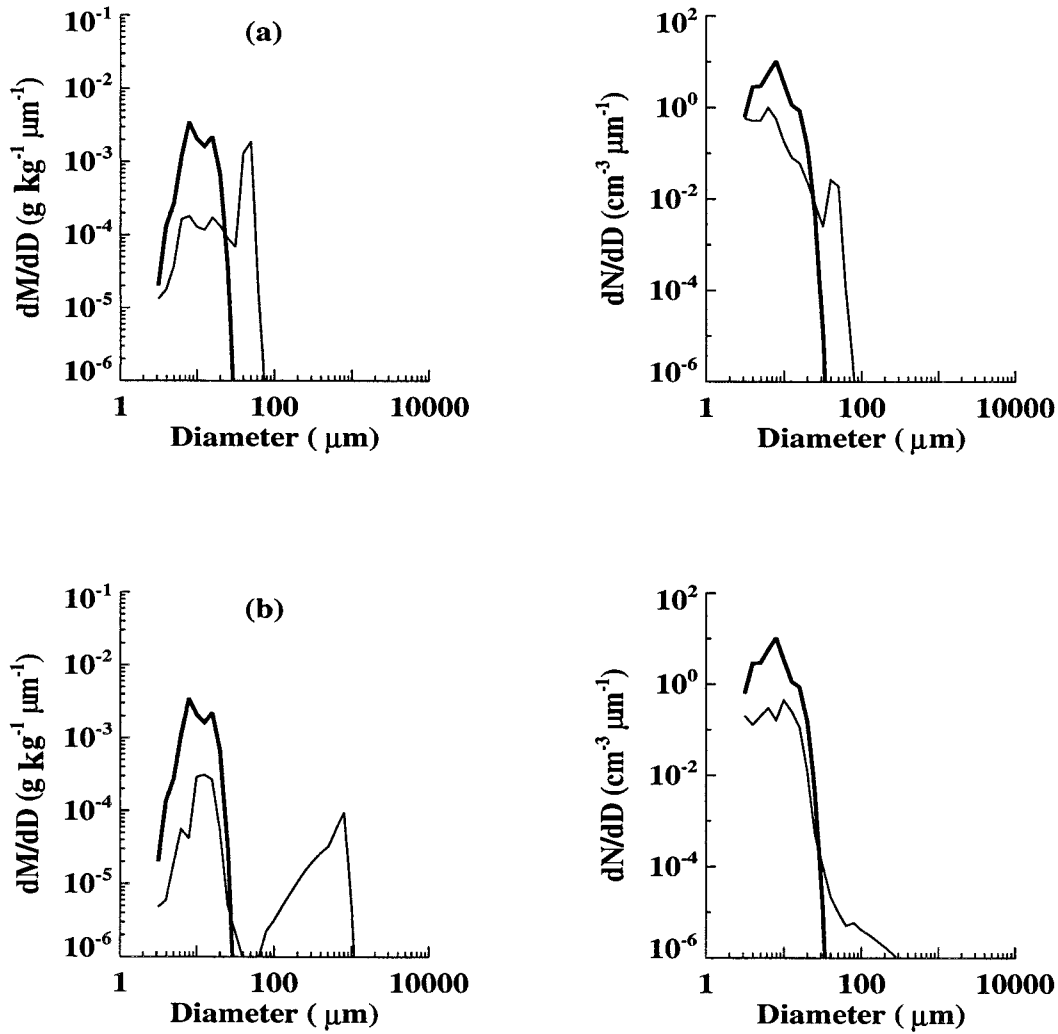 (a)
dM/dD (g kg⁻¹ μm⁻¹)
10⁻¹
10⁻²
10⁻³
10⁻⁴
10⁻⁵
10⁻⁶
1 100 10000
Diameter ( μm)
dN/dD (cm⁻³ μm⁻¹)
10²
10⁰
10⁻²
10⁻⁴
10⁻⁶
1 100 10000
Diameter ( μm)
(b)
dM/dD (g kg⁻¹ μm⁻¹)
10⁻¹
10⁻²
10⁻³
10⁻⁴
10⁻⁵
10⁻⁶
1 100 10000
Diameter ( μm)
dN/dD (cm⁻³ μm⁻¹)
10²
10⁰
10⁻²
10⁻⁴
10⁻⁶
1 100 10000
Diameter ( μm)